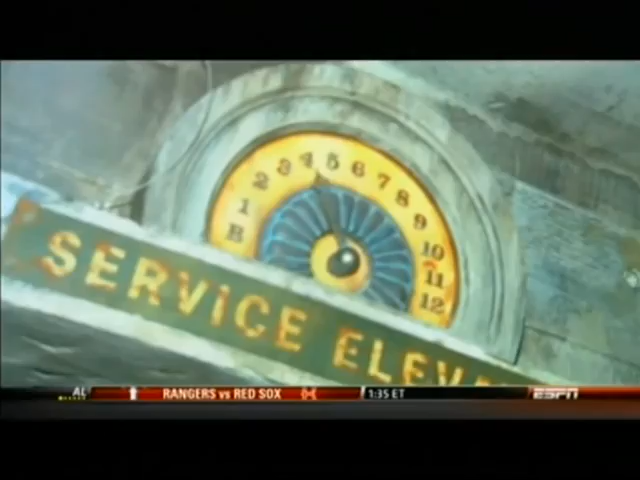 B 1 2 3 4 5 6 7 8 9 10 11 12
SERVICE ELEVA
AL RANGERS vs RED SOX 1:35 ET ESPN